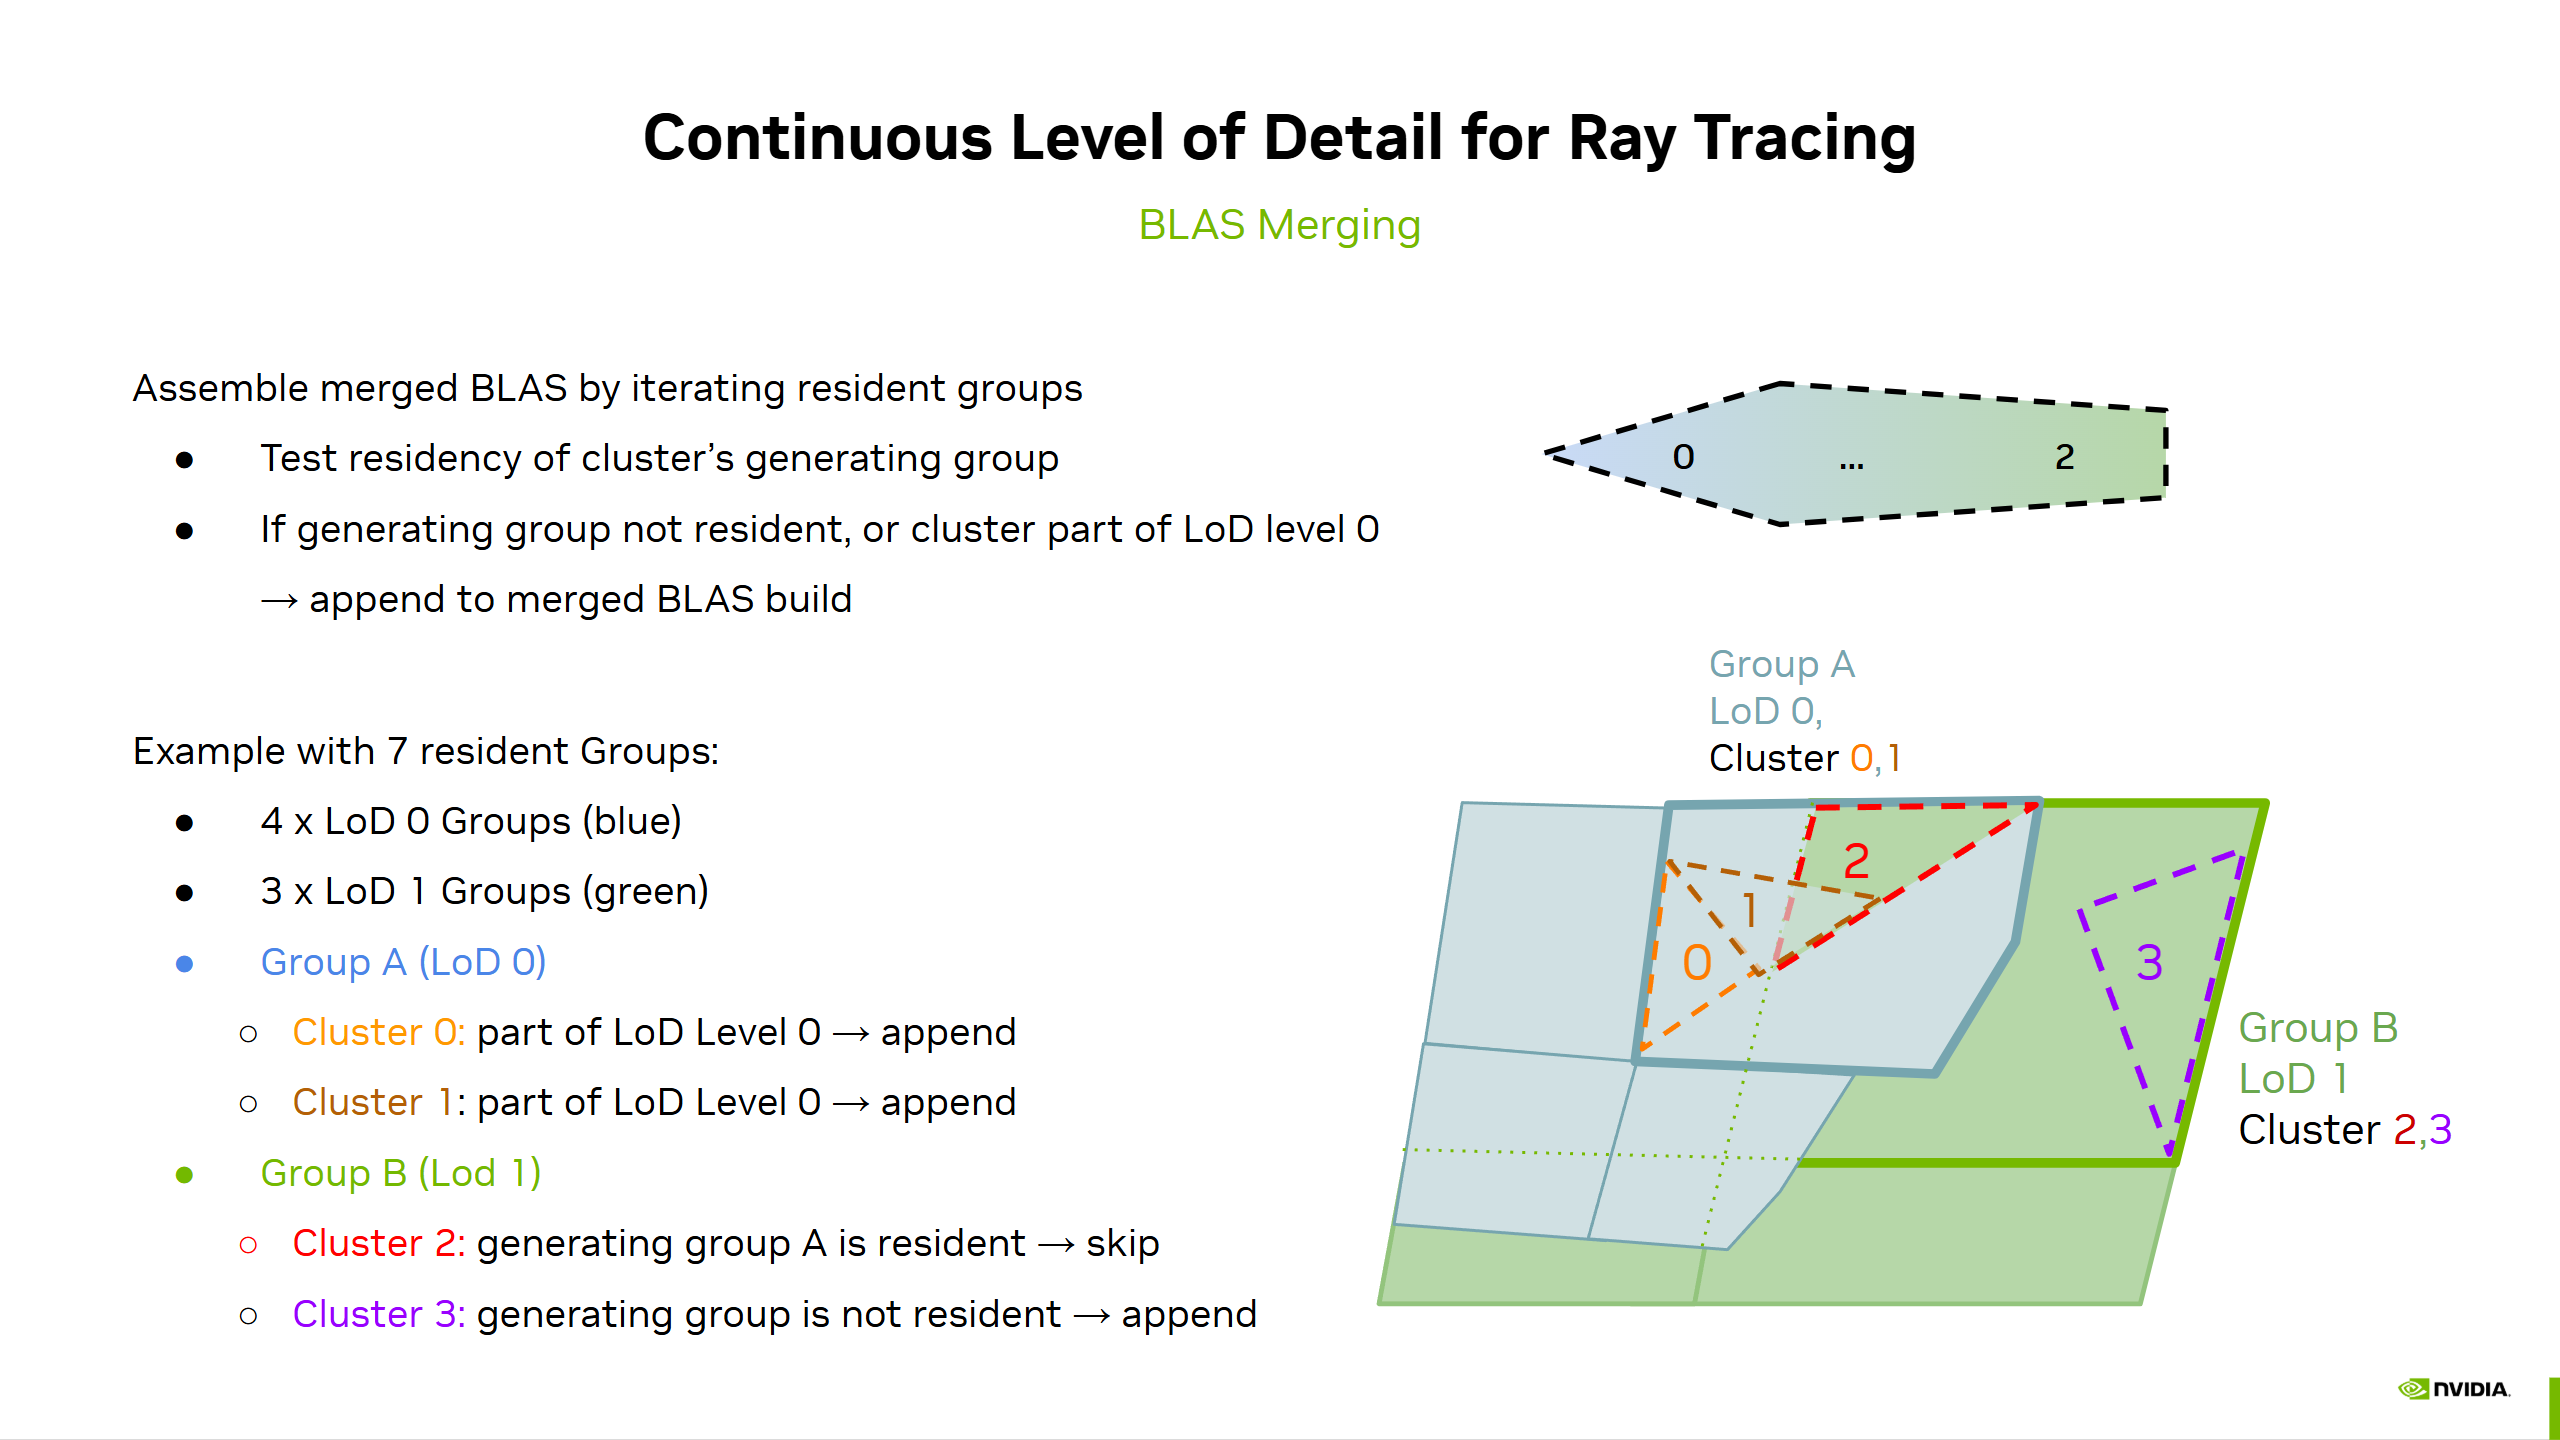 Continuous Level of Detail for Ray Tracing
BLAS Merging
Assemble merged BLAS by iterating resident groups
● Test residency of cluster’s generating group
● If generating group not resident, or cluster part of LoD level 0
→ append to merged BLAS build
Example with 7 resident Groups:
● 4 x LoD 0 Groups (blue)
● 3 x LoD 1 Groups (green)
● Group A (LoD 0)
○ Cluster 0: part of LoD Level 0 → append
○ Cluster 1: part of LoD Level 0 → append
● Group B (Lod 1)
○ Cluster 2: generating group A is resident → skip
○ Cluster 3: generating group is not resident → append
0 ... 2
Group A
LoD 0,
Cluster 0,1
2
1
0
3
Group B
LoD 1
Cluster 2,3
NVIDIA.